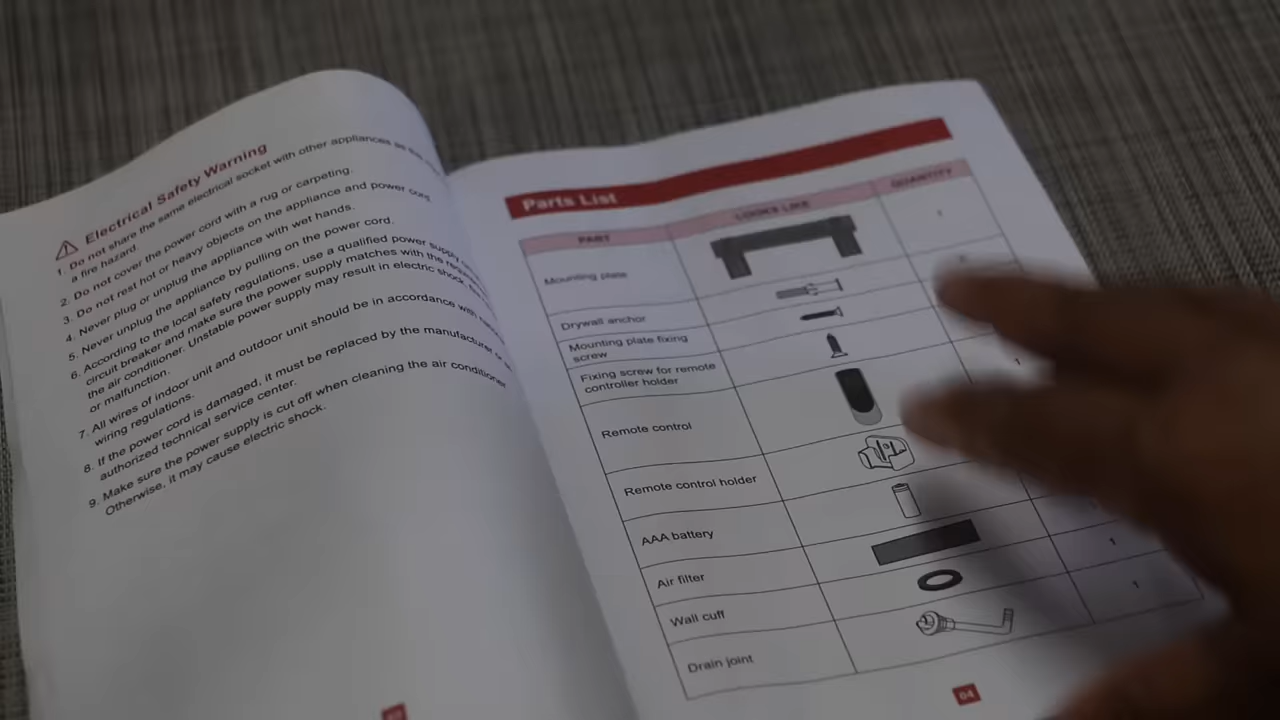 Electrical Safety Warning
1. Do not share the same electrical socket with other appliances as
a fire hazard.
2. Do not cover the power cord with a rug or carpeting.
3. Do not rest hot or heavy objects on the appliance and power cord
4. Never plug or unplug the appliance with wet hands.
5. Never unplug the appliance by pulling on the power cord.
6. According to the local safety regulations, use a qualified power supply
circuit breaker and make sure the power supply matches with the
the air conditioner. Unstable power supply may result in electric shock,
or malfunction.
7. All wires of indoor unit and outdoor unit should be in accordance with
wiring regulations.
8. If the power cord is damaged, it must be replaced by the manufacturer
authorized technical service center.
9. Make sure the power supply is cut off when cleaning the air conditioner
Otherwise, it may cause electric shock.
Parts List
PART LOOKS LIKE QUANTITY
Mounting plate 1
Drywall anchor
Mounting plate fixing
screw
Fixing screw for remote
controller holder
Remote control 1
Remote control holder
AAA battery
Air filter
Wall cuff 1
Drain joint 1
04